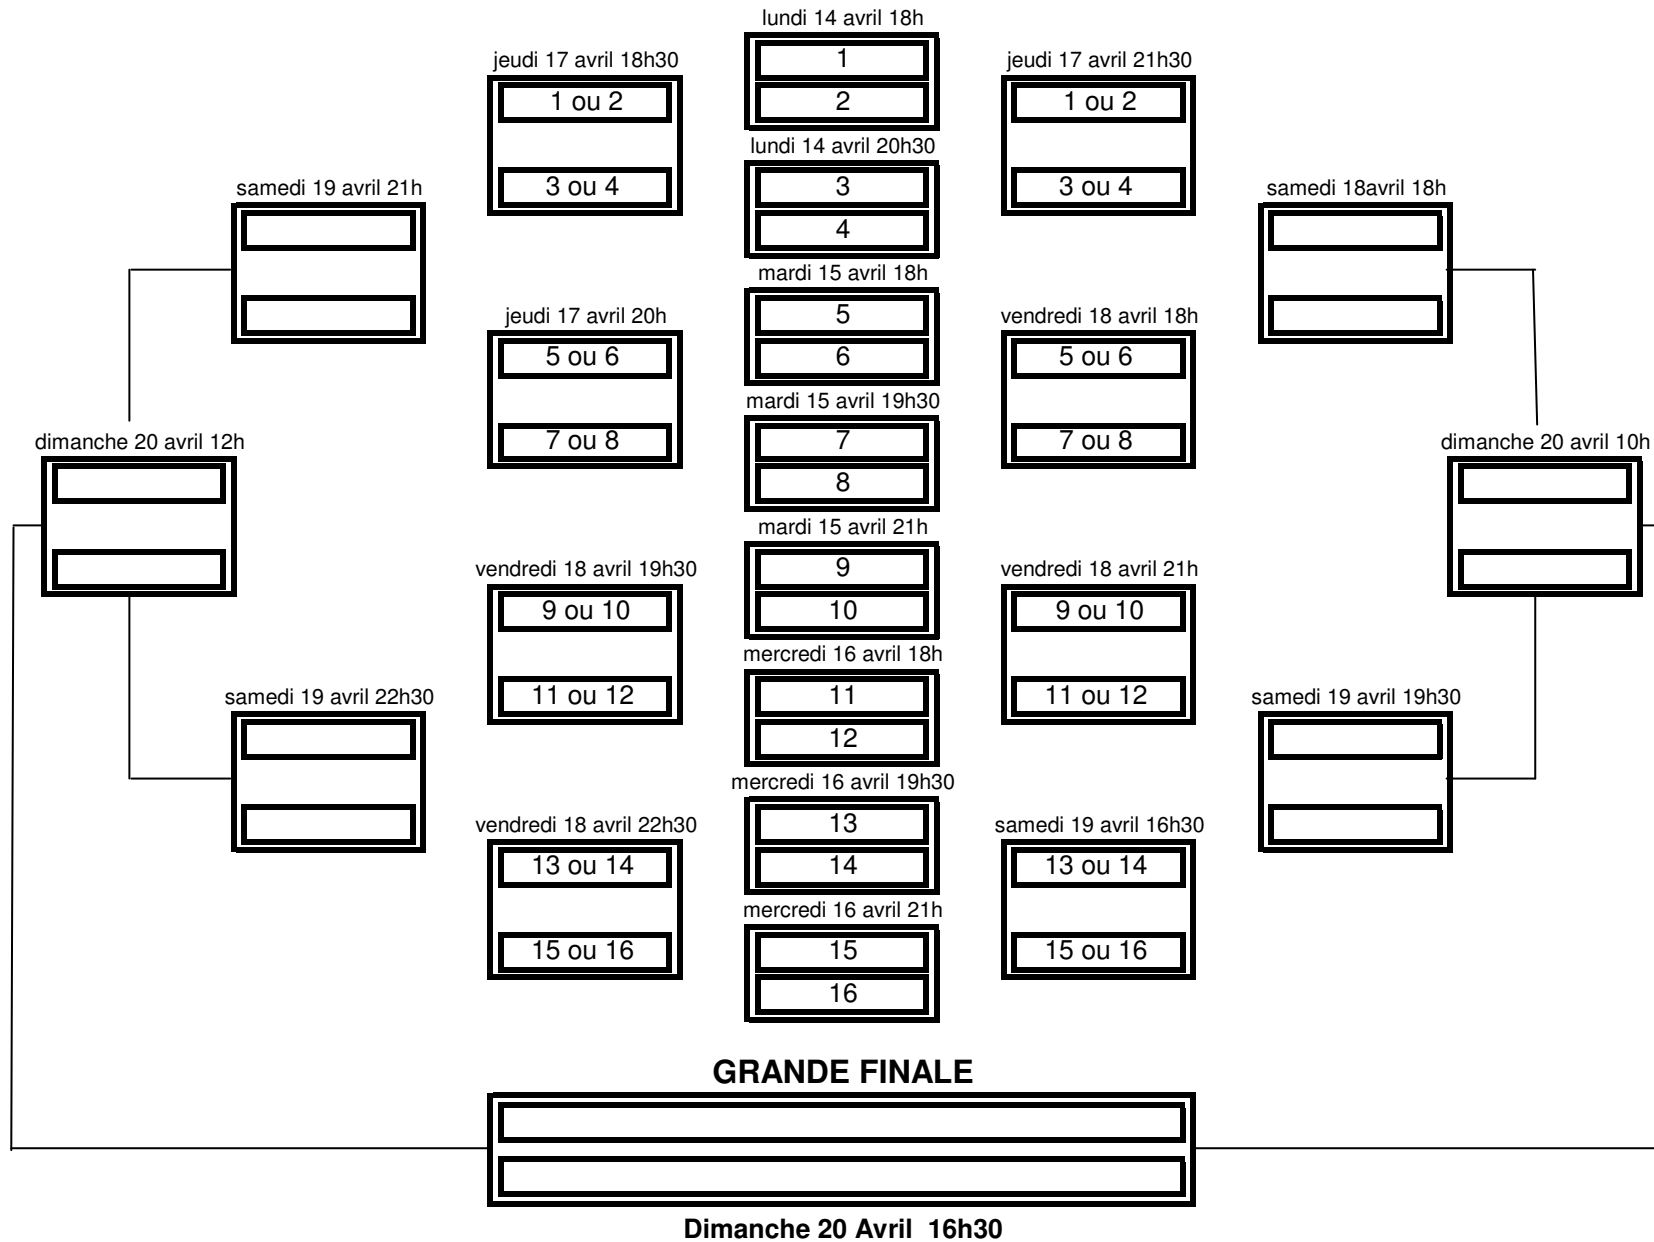 lundi 14 avril 18h
jeudi 17 avril 18h30
1
jeudi 17 avril 21h30
1 ou 2
2
1 ou 2
lundi 14 avril 20h30
samedi 19 avril 21h
3 ou 4
3
3 ou 4
samedi 18avril 18h
4
mardi 15 avril 18h
jeudi 17 avril 20h
5
vendredi 18 avril 18h
5 ou 6
6
5 ou 6
mardi 15 avril 19h30
dimanche 20 avril 12h
7 ou 8
7
7 ou 8
dimanche 20 avril 10h
8
mardi 15 avril 21h
vendredi 18 avril 19h30
9
vendredi 18 avril 21h
9 ou 10
10
9 ou 10
mercredi 16 avril 18h
samedi 19 avril 22h30
11 ou 12
11
11 ou 12
samedi 19 avril 19h30
12
mercredi 16 avril 19h30
vendredi 18 avril 22h30
13
samedi 19 avril 16h30
13 ou 14
14
13 ou 14
mercredi 16 avril 21h
15 ou 16
15
15 ou 16
16
GRANDE FINALE
Dimanche 20 Avril  16h30